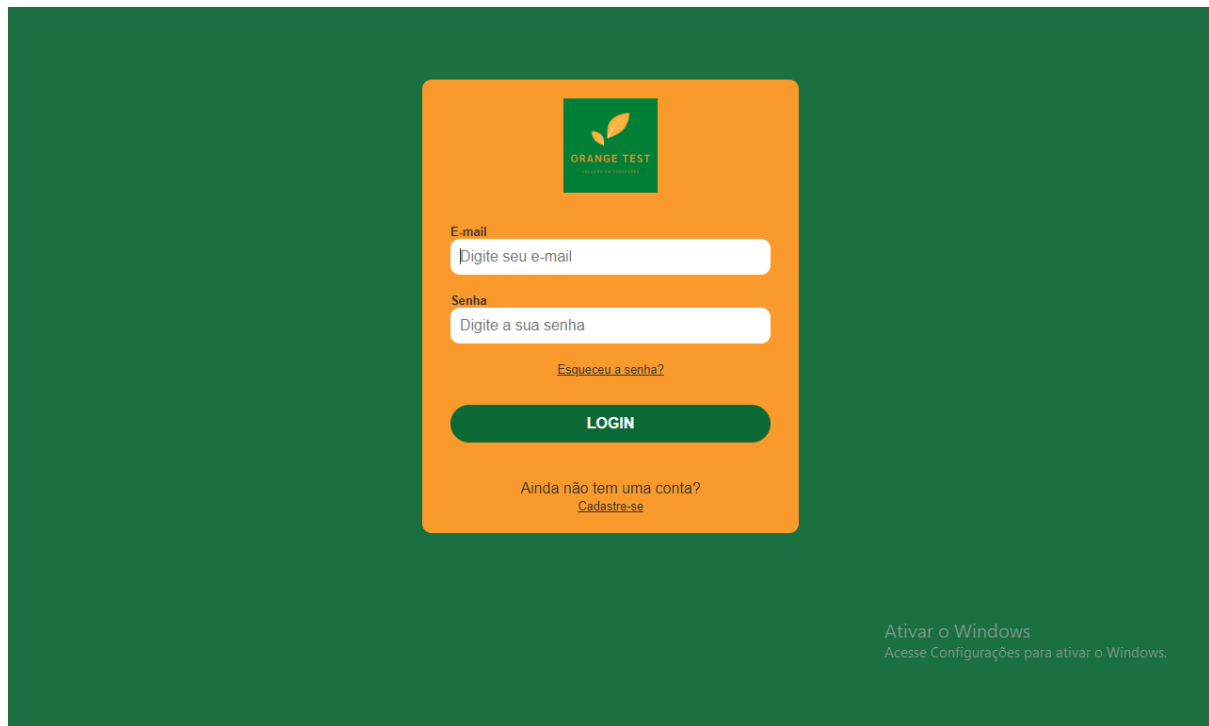 ORANGE TEST
E-mail
Digite seu e-mail
Senha
Digite a sua senha
Esqueceu a senha?
LOGIN
Ainda não tem uma conta?
Cadastre-se
Ativar o Windows
Acesse Configurações para ativar o Windows.